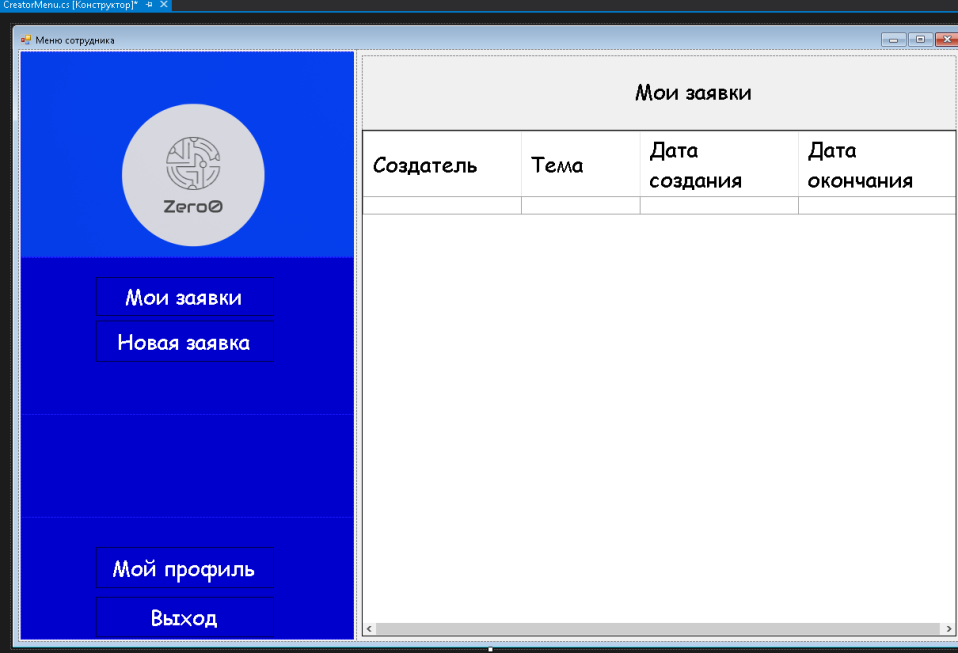 CreatorMenu.cs [Конструктор]*
Меню сотрудника
Zero0
Мои заявки
Новая заявка
Мой профиль
Выход
Мои заявки
Создатель
Тема
Дата
создания
Дата
окончания